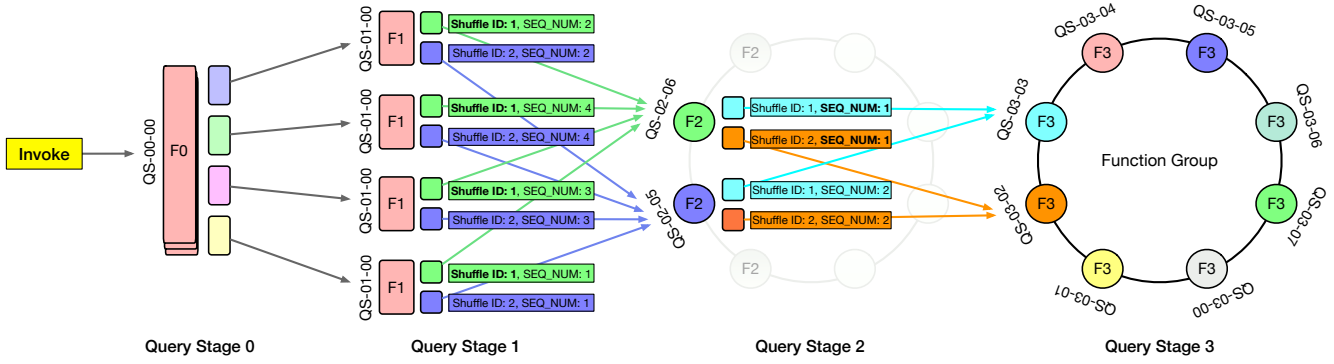 Invoke
QS-00-00
F0
QS-01-00
F1
Shuffle ID: 1, SEQ_NUM: 2
Shuffle ID: 2, SEQ_NUM: 2
QS-01-00
F1
Shuffle ID: 1, SEQ_NUM: 4
Shuffle ID: 2, SEQ_NUM: 4
QS-01-00
F1
Shuffle ID: 1, SEQ_NUM: 3
Shuffle ID: 2, SEQ_NUM: 3
QS-01-00
F1
Shuffle ID: 1, SEQ_NUM: 1
Shuffle ID: 2, SEQ_NUM: 1
F2
QS-02-06
F2
Shuffle ID: 1, SEQ_NUM: 1
Shuffle ID: 2, SEQ_NUM: 1
QS-02-05
F2
Shuffle ID: 1, SEQ_NUM: 2
Shuffle ID: 2, SEQ_NUM: 2
F2
QS-03-04
F3
QS-03-05
F3
QS-03-03
F3
QS-03-06
F3
Function Group
QS-03-02
F3
QS-03-07
F3
QS-03-01
F3
QS-03-00
F3
Query Stage 0
Query Stage 1
Query Stage 2
Query Stage 3